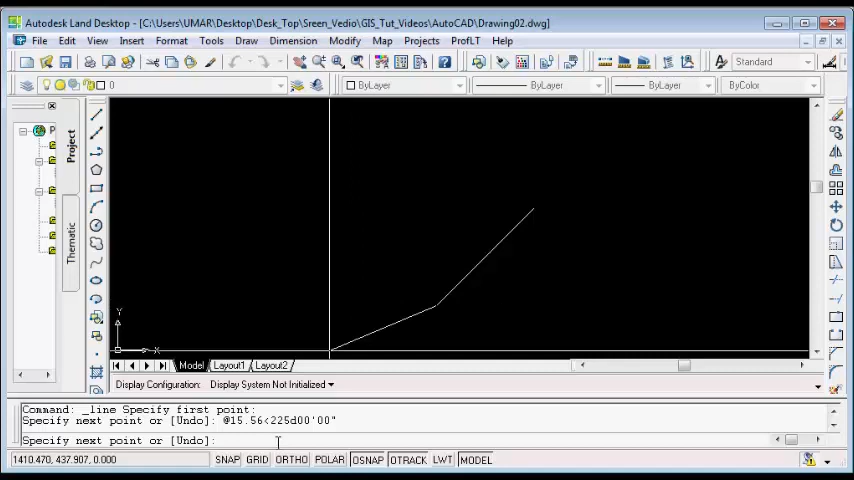 Autodesk Land Desktop - [C:\Users\UMAR\Desktop\Desk_Top\Sreen_Vedio\GIS_Tut_Videos\AutoCAD\Drawing02.dwg]
File Edit View Insert Format Tools Draw Dimension Modify Map Projects ProfLT Help
Standard
0 ByLayer ByLayer ByLayer ByColor
P
Project
Thematic
Y
X
Model Layout1 Layout2
Display Configuration: Display System Not Initialized
Command: _line Specify first point:
Specify next point or [Undo]: @15.56<225d00'00"
Specify next point or [Undo]:
1410.470, 437.907, 0.000 SNAP GRID ORTHO POLAR OSNAP OTRACK LWT MODEL